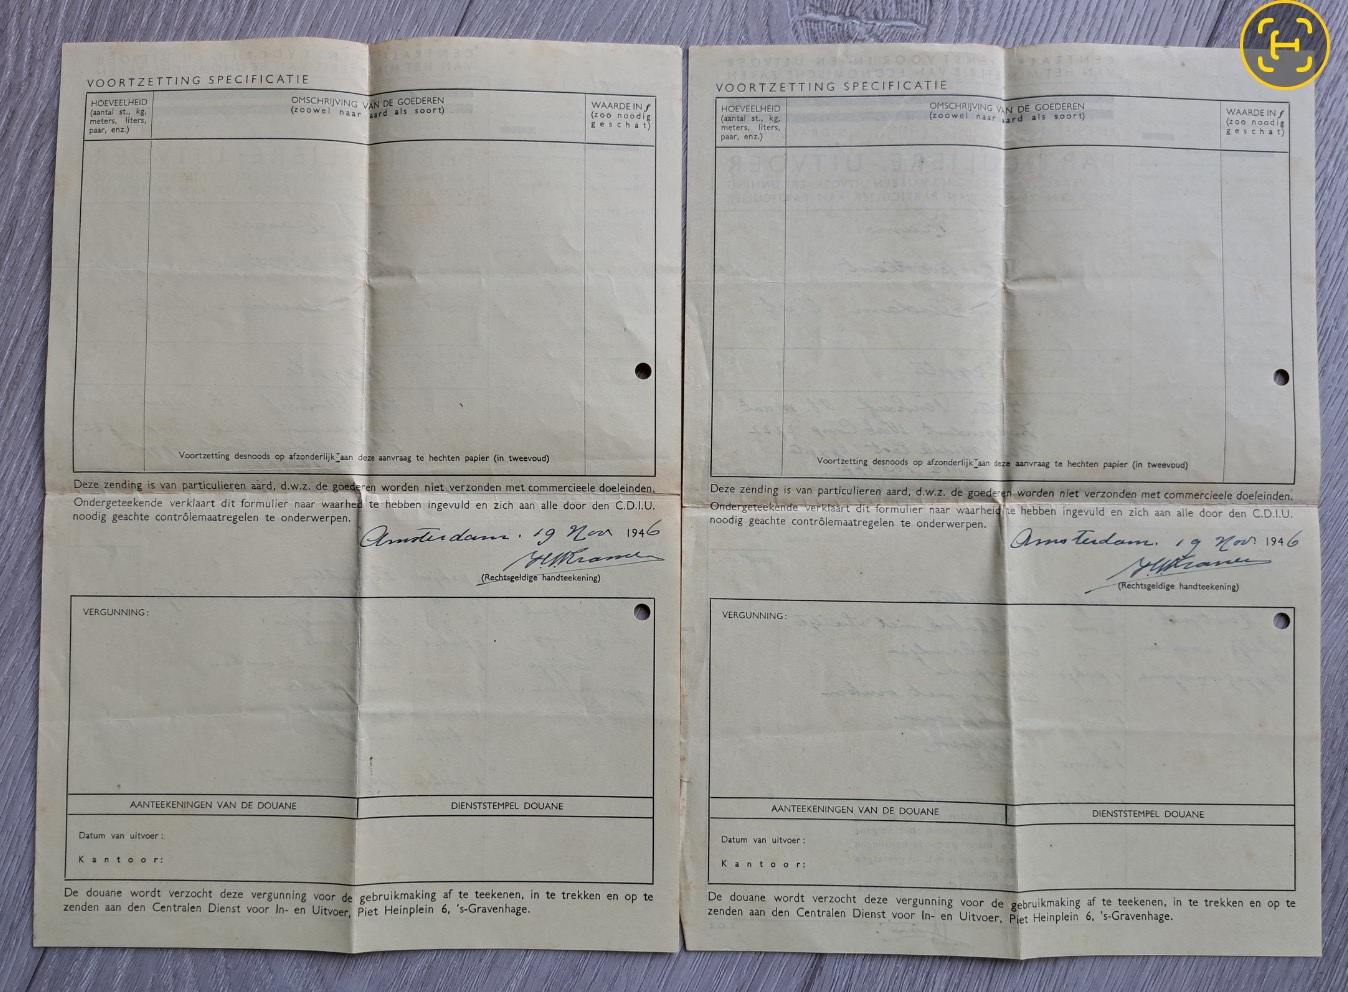 VOORTZETTING SPECIFICATIE
HOEVEELHEID
(aantal st., kg,
meters, liters,
paar, enz.)
OMSCHRIJVING VAN DE GOEDEREN
(zoowel naar aard als soort)
WAARDE IN ƒ
(zoo noodig
geschat)
Voortzetting desnoods op afzonderlijk aan deze aanvraag te hechten papier (in tweevoud)
Deze zending is van particulieren aard, d.w.z. de goederen worden niet verzonden met commercieele doeleinden.
Ondergeteekende verklaart dit formulier naar waarheid te hebben ingevuld en zich aan alle door den C.D.I.U.
noodig geachte contrôlemaatregelen te onderwerpen.
Amsterdam. 19 Nov 1946
(Rechtsgeldige handteekening)
VERGUNNING:
AANTEEKENINGEN VAN DE DOUANE
DIENSTSTEMPEL DOUANE
Datum van uitvoer:
Kantoor:
De douane wordt verzocht deze vergunning voor de gebruikmaking af te teekenen, in te trekken en op te
zenden aan den Centralen Dienst voor In- en Uitvoer, Piet Heinplein 6, 's-Gravenhage.
VOORTZETTING SPECIFICATIE
HOEVEELHEID
(aantal st., kg,
meters, liters,
paar, enz.)
OMSCHRIJVING VAN DE GOEDEREN
(zoowel naar aard als soort)
WAARDE IN ƒ
(zoo noodig
geschat)
Voortzetting desnoods op afzonderlijk aan deze aanvraag te hechten papier (in tweevoud)
Deze zending is van particulieren aard, d.w.z. de goederen worden niet verzonden met commercieele doeleinden.
Ondergeteekende verklaart dit formulier naar waarheid te hebben ingevuld en zich aan alle door den C.D.I.U.
noodig geachte contrôlemaatregelen te onderwerpen.
Amsterdam. 19 Nov 1946
(Rechtsgeldige handteekening)
VERGUNNING:
AANTEEKENINGEN VAN DE DOUANE
DIENSTSTEMPEL DOUANE
Datum van uitvoer:
Kantoor:
De douane wordt verzocht deze vergunning voor de gebruikmaking af te teekenen, in te trekken en op te
zenden aan den Centralen Dienst voor In- en Uitvoer, Piet Heinplein 6, 's-Gravenhage.